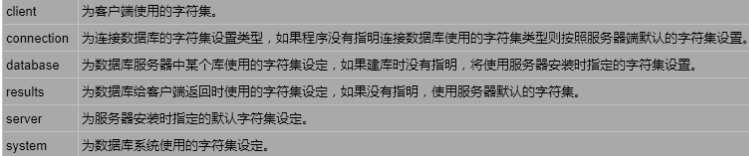 client 为客户端使用的字符集。
connection 为连接数据库的字符集设置类型，如果程序没有指明连接数据库使用的字符集类型则按照服务器端默认的字符集设置。
database 为数据库服务器中某个库使用的字符集设定，如果建库时没有指明，将使用服务器安装时指定的字符集设置。
results 为数据库给客户端返回时使用的字符集设定，如果没有指明，使用服务器默认的字符集。
server 为服务器安装时指定的默认字符集设定。
system 为数据库系统使用的字符集设定。